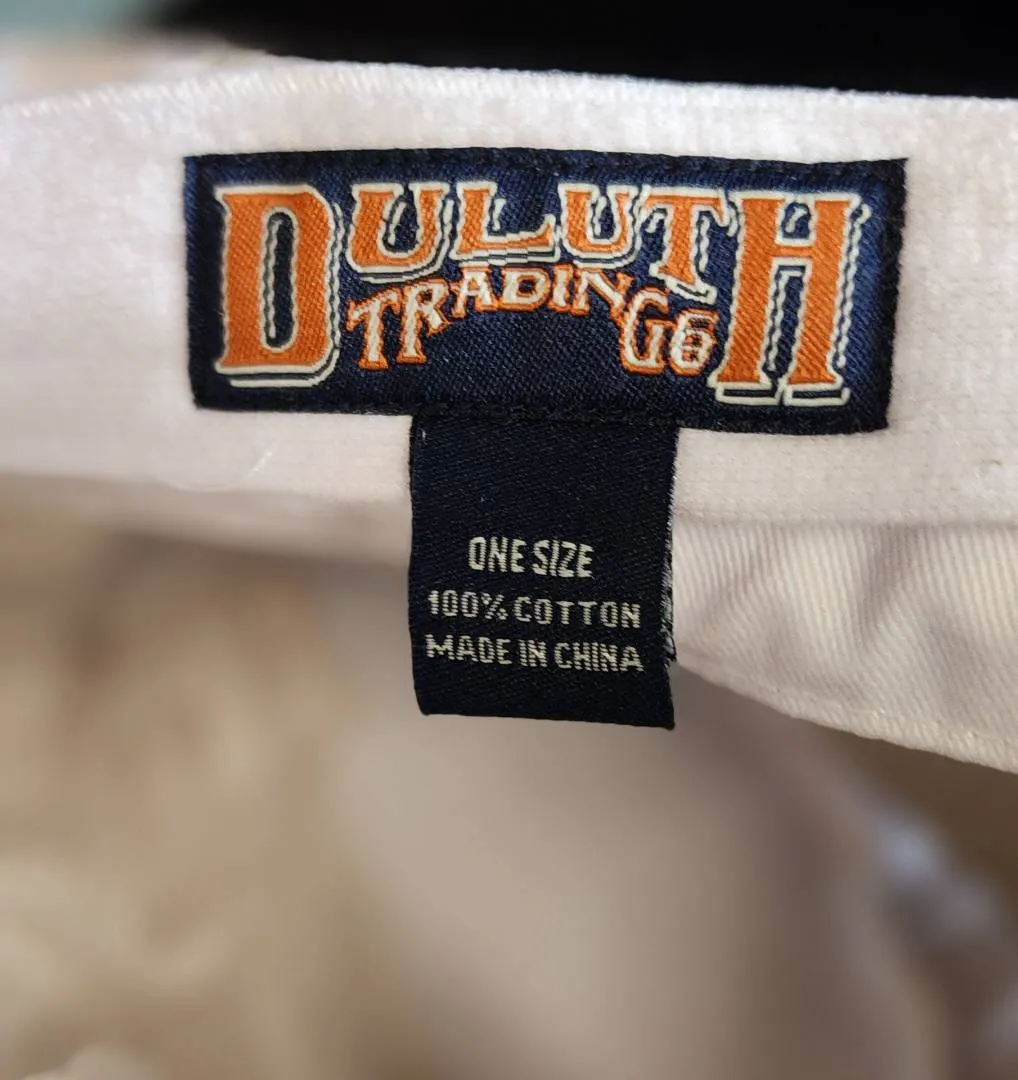 DULUTH
TRADING CO
ONE SIZE
100% COTTON
MADE IN CHINA